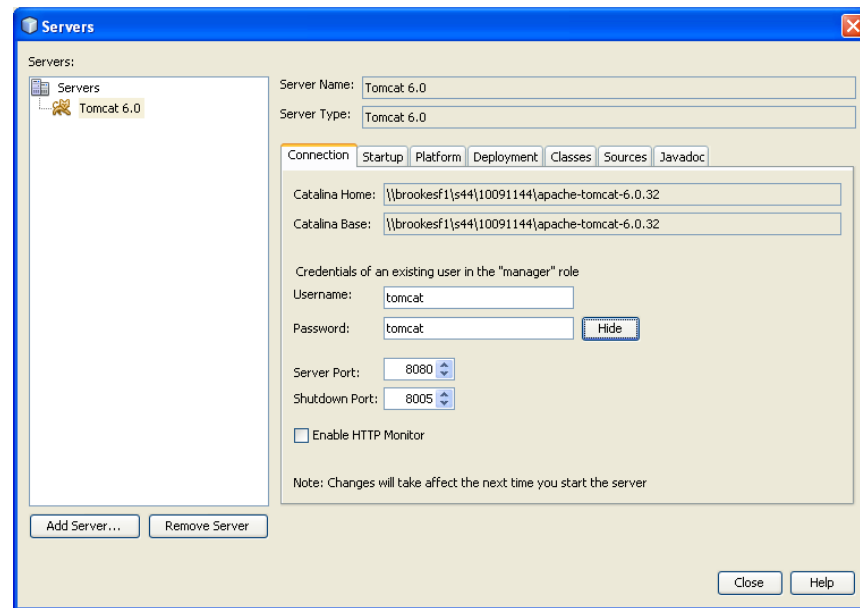 Servers
Servers:
Servers
Tomcat 6.0
Server Name: Tomcat 6.0
Server Type: Tomcat 6.0
Connection Startup Platform Deployment Classes Sources Javadoc
Catalina Home: \\brookesf1\s44\10091144\apache-tomcat-6.0.32
Catalina Base: \\brookesf1\s44\10091144\apache-tomcat-6.0.32
Credentials of an existing user in the "manager" role
Username: tomcat
Password: tomcat Hide
Server Port: 8080
Shutdown Port: 8005
Enable HTTP Monitor
Note: Changes will take affect the next time you start the server
Add Server... Remove Server
Close Help